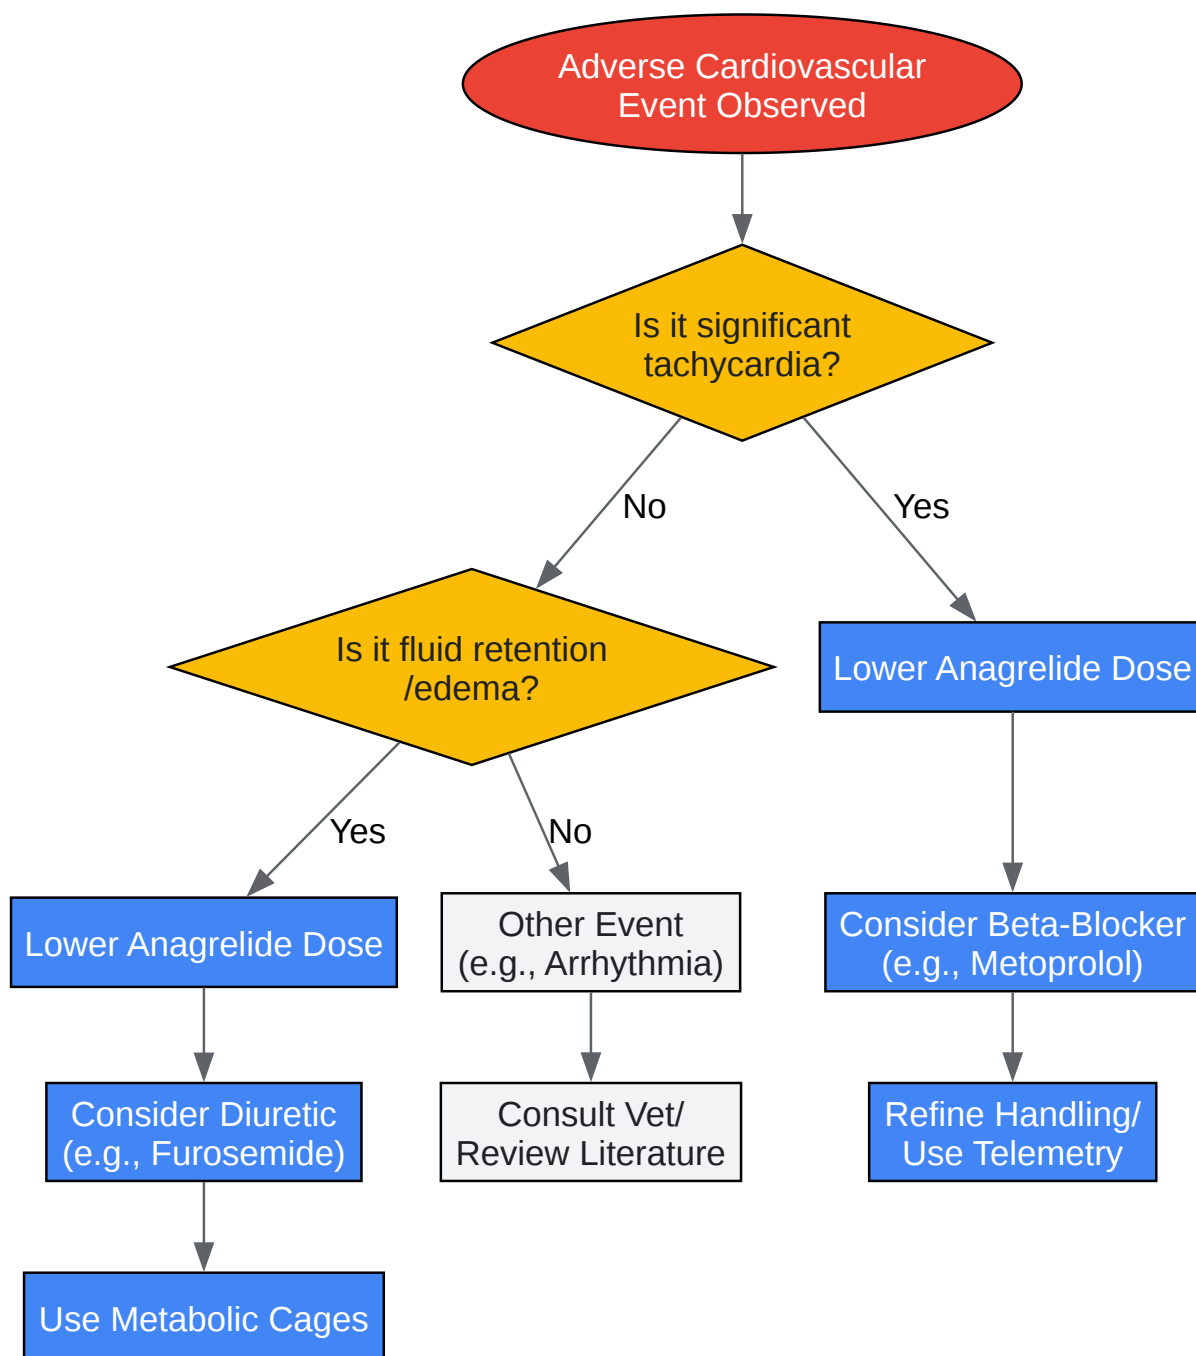 Adverse Cardiovascular
Event Observed
Is it significant
tachycardia?
No
Yes
Is it fluid retention
/edema?
Lower Anagrelide Dose
Yes
No
Lower Anagrelide Dose
Other Event
(e.g., Arrhythmia)
Consider Beta-Blocker
(e.g., Metoprolol)
Consider Diuretic
(e.g., Furosemide)
Consult Vet/
Review Literature
Refine Handling/
Use Telemetry
Use Metabolic Cages